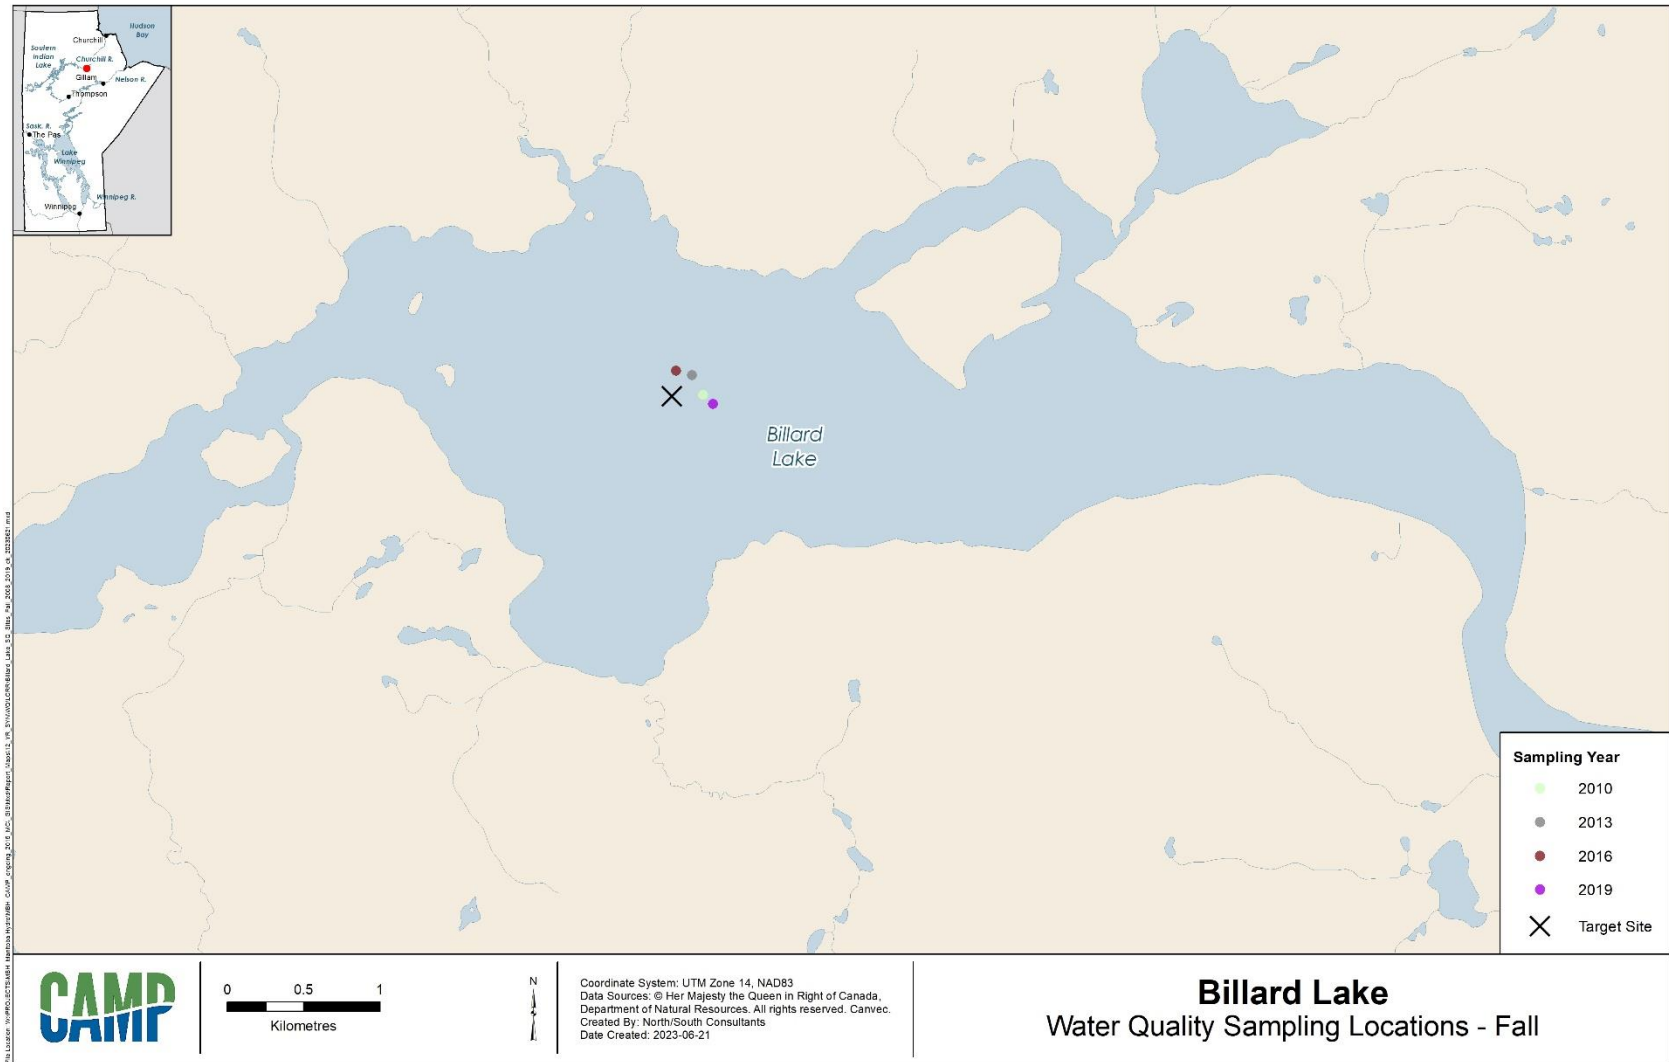 Hudson
Bay
Churchill
Southern
Indian
Lake
Churchill R.
Gillam
Nelson R.
Thompson
Sask. R.
The Pas
Lake
Winnipeg
Winnipeg R.
Winnipeg
Billard
Lake
Sampling Year
2010
2013
2016
2019
Target Site
CAMP
0 0.5 1
Kilometres
N
Coordinate System: UTM Zone 14, NAD83
Data Sources: © Her Majesty the Queen in Right of Canada,
Department of Natural Resources. All rights reserved. Canvec.
Created By: North/South Consultants
Date Created: 2023-06-21
Billard Lake
Water Quality Sampling Locations - Fall